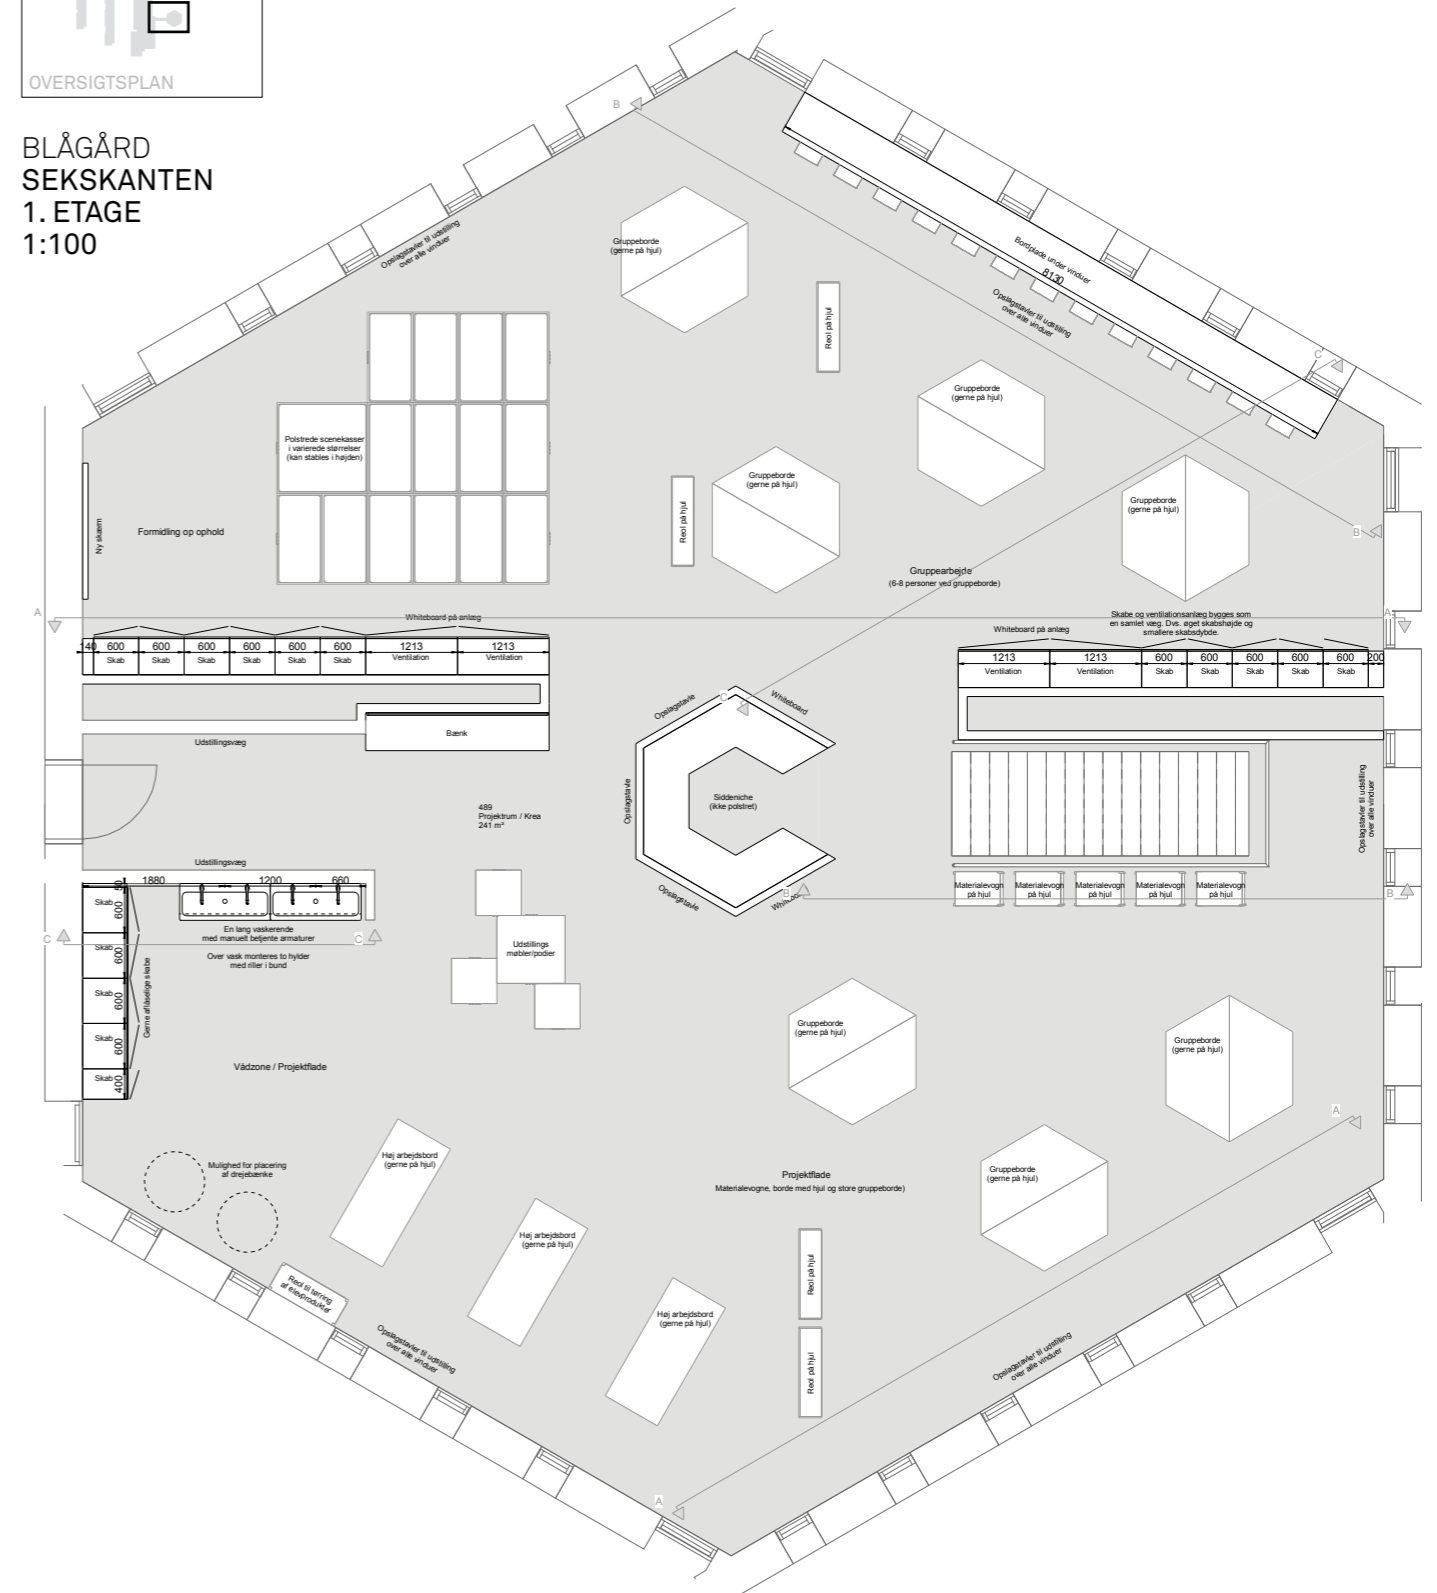 OVERSIGTSPLAN
BLÅGÅRD
SEKSKANTEN
1. ETAGE
1:100
B
Opslagstavler til udstilling
over alle vinduer
Gruppeborde
(gerne på hjul)
Bordplade under vinduer
8130
Opslagstavler til udstilling
over alle vinduer
C
Reol på hjul
Gruppeborde
(gerne på hjul)
Polstrede scenekasser
i varierede størrelser
(kan stables i højden)
Gruppeborde
(gerne på hjul)
Gruppeborde
(gerne på hjul)
Ny skærm
Formidling op ophold
Reol på hjul
B
Gruppearbejde
(6-8 personer ved gruppeborde)
A
Whiteboard på anlæg
Skabe og ventilationsanlæg bygges som
en samlet væg. Dvs. øget skabshøjde og
smallere skabsdybde.
A
Whiteboard på anlæg
140 600 600 600 600 600 600 1213 1213
Skab Skab Skab Skab Skab Skab Ventilation Ventilation
1213 1213 600 600 600 600 600 200
Ventilation Ventilation Skab Skab Skab Skab Skab
Opslagstavle
C
Whiteboard
Udstillingsvæg
Bænk
Opslagstavle
Siddeniche
(ikke polstret)
Opslagstavler til udstilling
over alle vinduer
489
Projektrum / Krea
241 m²
Udstillingsvæg
50
1880 1200 660
Opslagstavle
B
Materialevogn
på hjul
Materialevogn
på hjul
Materialevogn
på hjul
Materialevogn
på hjul
Materialevogn
på hjul
B
Skab
600
Skab
600
Skab
600
Skab
600
Skab
400
Gerne aflåselige skabe
C
C
En lang vaskerende
med manuelt betjente armaturer
Over vask monteres to hylder
med riller i bund
Udstillings
møbler/podier
Vådzone / Projektflade
Gruppeborde
(gerne på hjul)
Gruppeborde
(gerne på hjul)
A
Mulighed for placering
af drejebænke
Høj arbejdsbord
(gerne på hjul)
Projektflade
Materialevogne, borde med hjul og store gruppeborde)
Gruppeborde
(gerne på hjul)
Høj arbejdsbord
(gerne på hjul)
Reol til tørring
af elevprodukter
Høj arbejdsbord
(gerne på hjul)
Reol på hjul
Reol på hjul
Opslagstavler til udstilling
over alle vinduer
Opslagstavler til udstilling
over alle vinduer
A